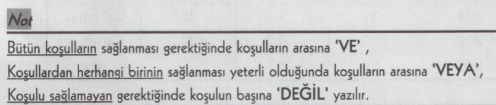 Not
Bütün koşulların sağlanması gerektiğinde koşulların arasına 'VE' ,
Koşullardan herhangi birinin sağlanması yeterli olduğunda koşulların arasına 'VEYA',
Koşulu sağlamayan gerektiğinde koşulun başına 'DEĞİL' yazılır.